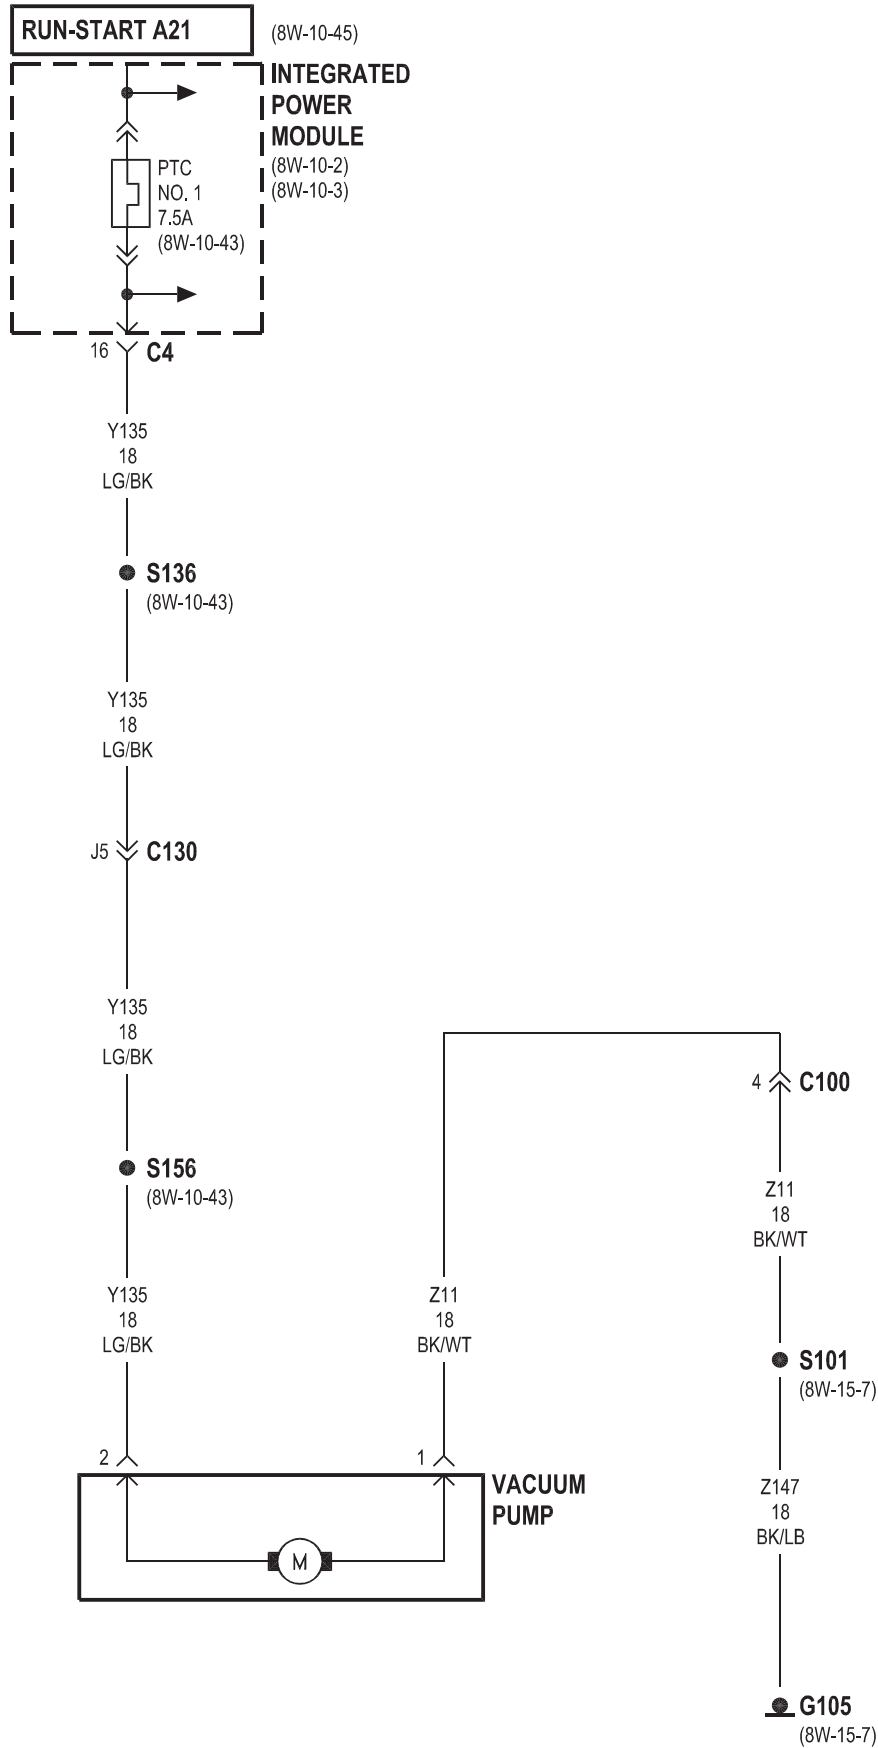 RUN-START A21
(8W-10-45)
INTEGRATED
POWER
MODULE
(8W-10-2)
(8W-10-3)
PTC
NO. 1
7.5A
(8W-10-43)
16
C4
Y135
18
LG/BK
S136
(8W-10-43)
Y135
18
LG/BK
J5
C130
Y135
18
LG/BK
S156
(8W-10-43)
Y135
18
LG/BK
2
4
C100
Z11
18
BK/WT
Z11
18
BK/WT
1
S101
(8W-15-7)
VACUUM
PUMP
M
Z147
18
BK/LB
G105
(8W-15-7)